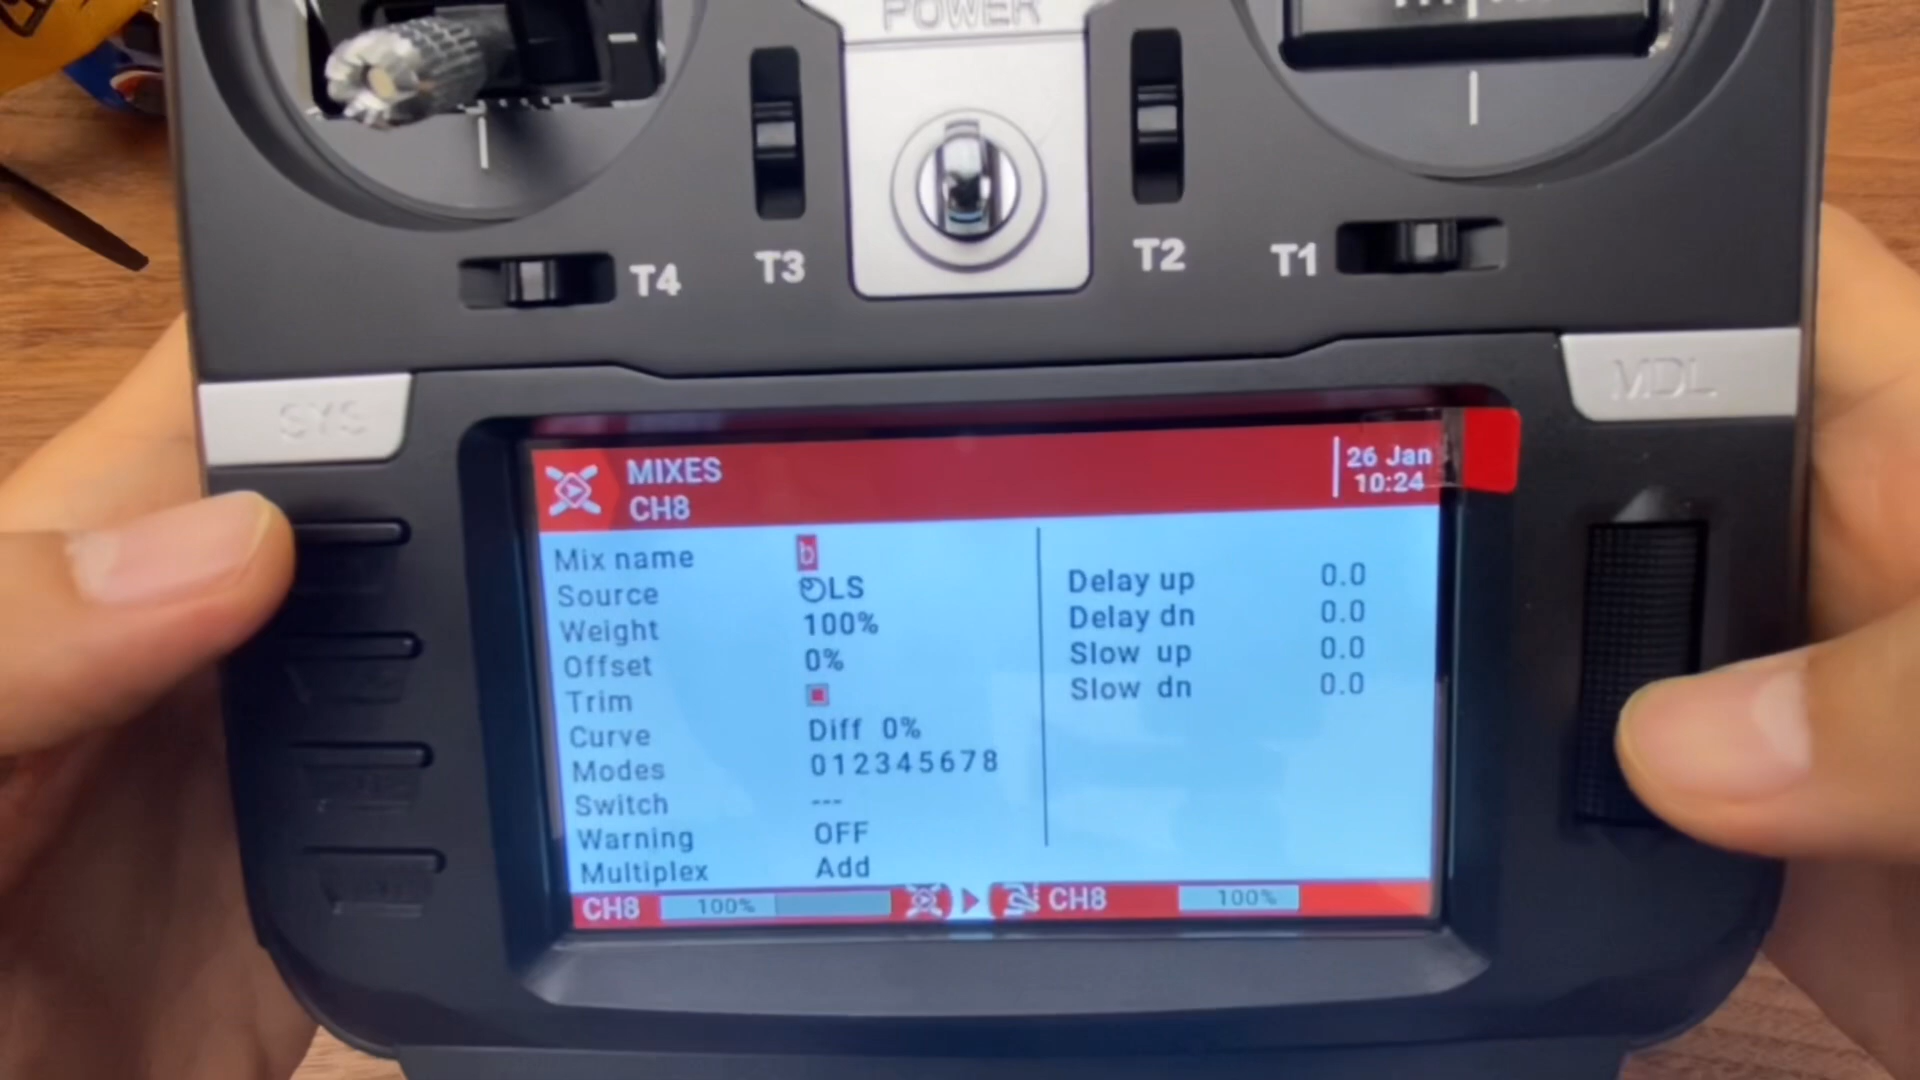 POWER
T4
T3
T2
T1
SYS
MDL
MIXES
CH8
26 Jan
10:24
Mix name b
Source LS
Weight 100%
Offset 0%
Trim
Curve Diff 0%
Modes 012345678
Switch ---
Warning OFF
Multiplex Add
Delay up 0.0
Delay dn 0.0
Slow up 0.0
Slow dn 0.0
CH8 100% CH8 100%